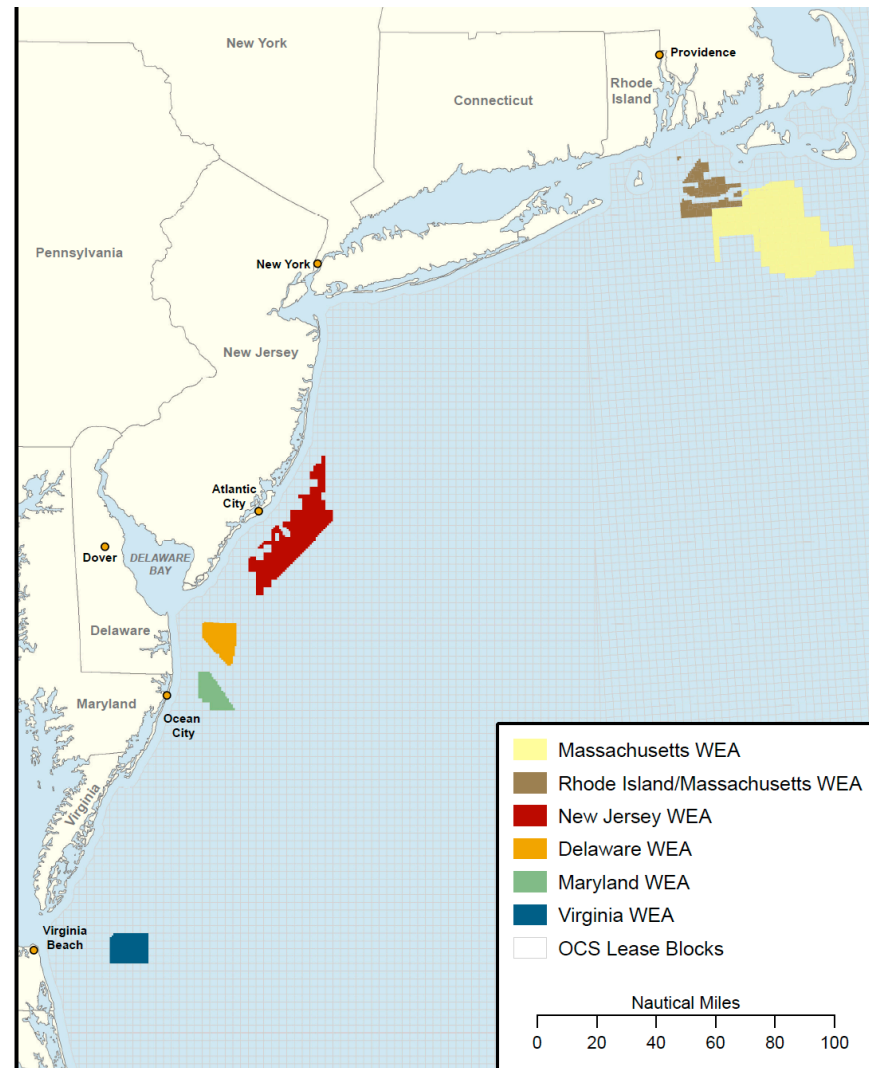 New York
Providence
Rhode
Island
Connecticut
Pennsylvania
New York
New Jersey
Atlantic
City
Dover
DELAWARE
BAY
Delaware
Maryland
Ocean
City
Virginia
Virginia
Beach
Massachusetts WEA
Rhode Island/Massachusetts WEA
New Jersey WEA
Delaware WEA
Maryland WEA
Virginia WEA
OCS Lease Blocks
Nautical Miles
0 20 40 60 80 100